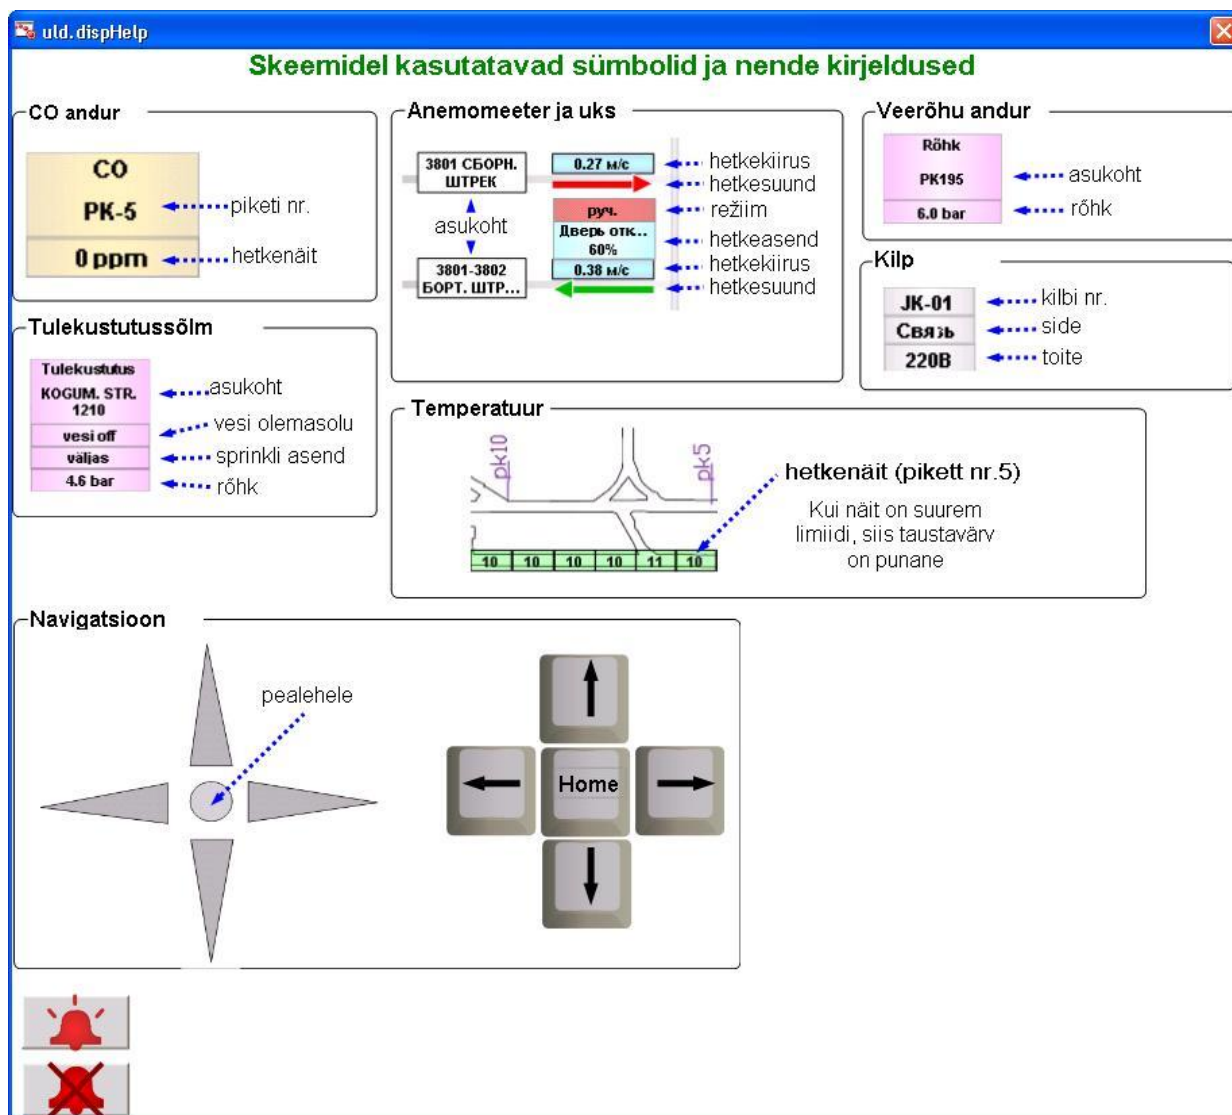 uld.dispHelp
Skeemidel kasutatavad sümbolid ja nende kirjeldused
CO andur
CO
PK-5
piketi nr.
0 ppm
hetkenäit
Anemomeeter ja uks
3801 СБОРН.
ШТРЕК
0.27 м/с
hetkekiirus
hetkesuund
asukoht
руч.
režiim
Дверь отк...
60%
hetkeasend
3801-3802
БОРТ. ШТР...
0.38 м/с
hetkekiirus
hetkesuund
Veerõhu andur
Rõhk
PK195
asukoht
6.0 bar
rõhk
Kilp
JK-01
kilbi nr.
Связь
side
220В
toite
Tulekustutussõlm
Tulekustutus
KOGUM. STR.
1210
asukoht
vesi off
vesi olemasolu
väljas
sprinkli asend
4.6 bar
rõhk
Temperatuur
pk10
pk5
10 10 10 10 11 10
hetkenäit (pikett nr.5)
Kui näit on suurem
limiidi, siis taustavärv
on punane
Navigatsioon
pealehele
Home